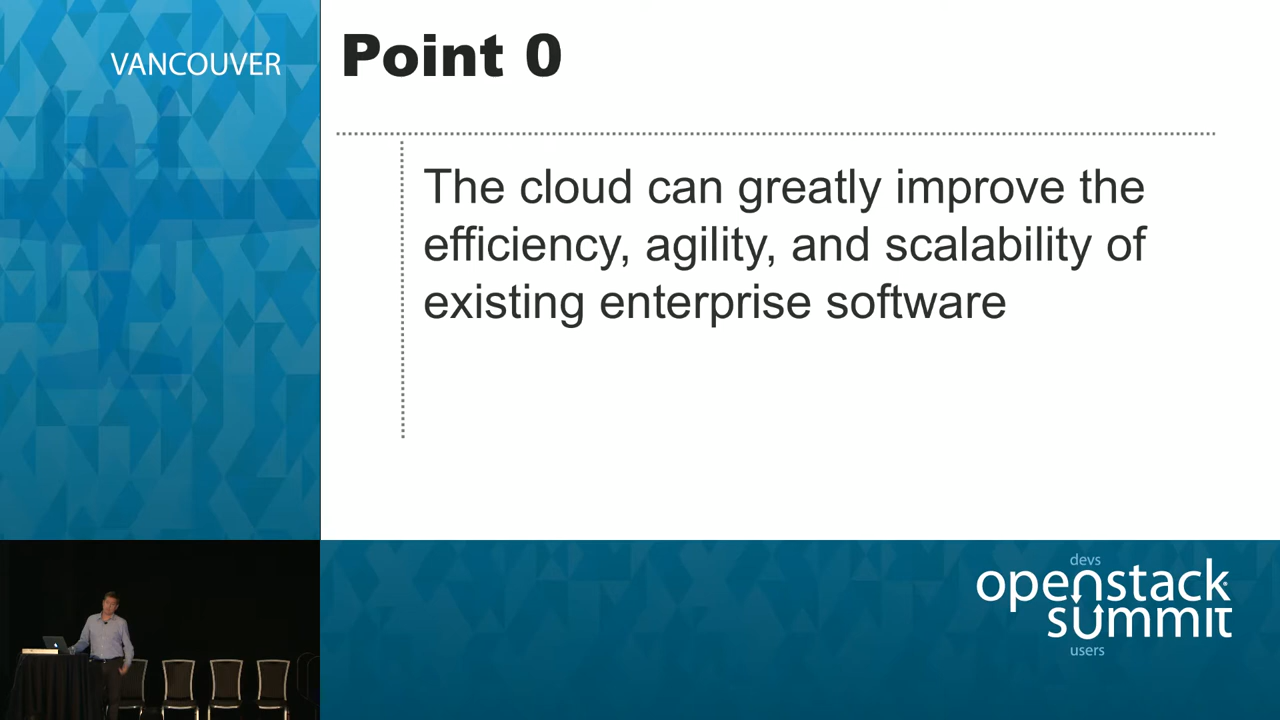 VANCOUVER
Point 0
The cloud can greatly improve the
efficiency, agility, and scalability of
existing enterprise software
devs
openstack
summit
users